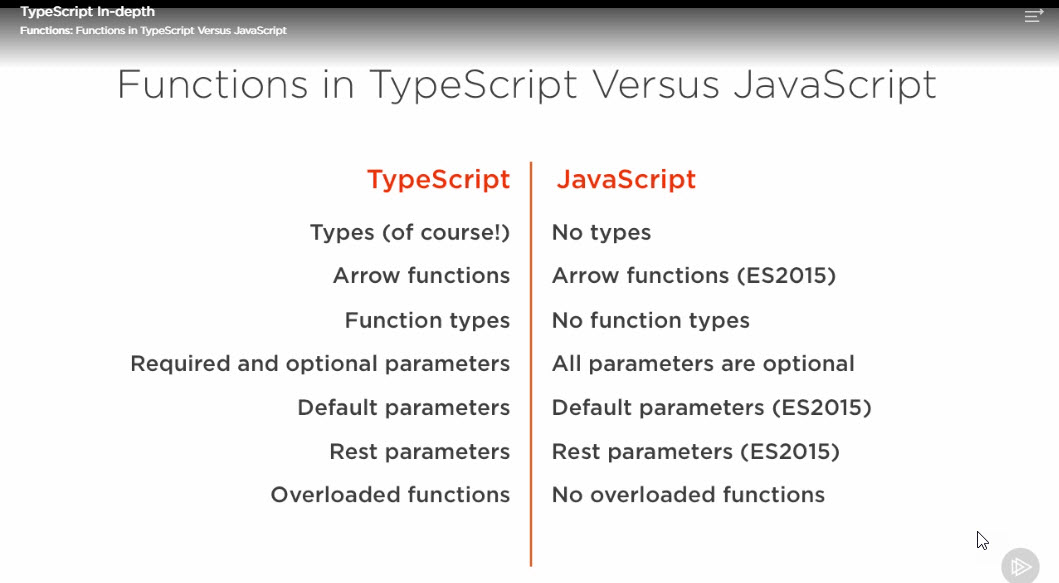 TypeScript In-depth
Functions: Functions in TypeScript Versus JavaScript
Functions in TypeScript Versus JavaScript
TypeScript
JavaScript
Types (of course!)
No types
Arrow functions
Arrow functions (ES2015)
Function types
No function types
Required and optional parameters
All parameters are optional
Default parameters
Default parameters (ES2015)
Rest parameters
Rest parameters (ES2015)
Overloaded functions
No overloaded functions